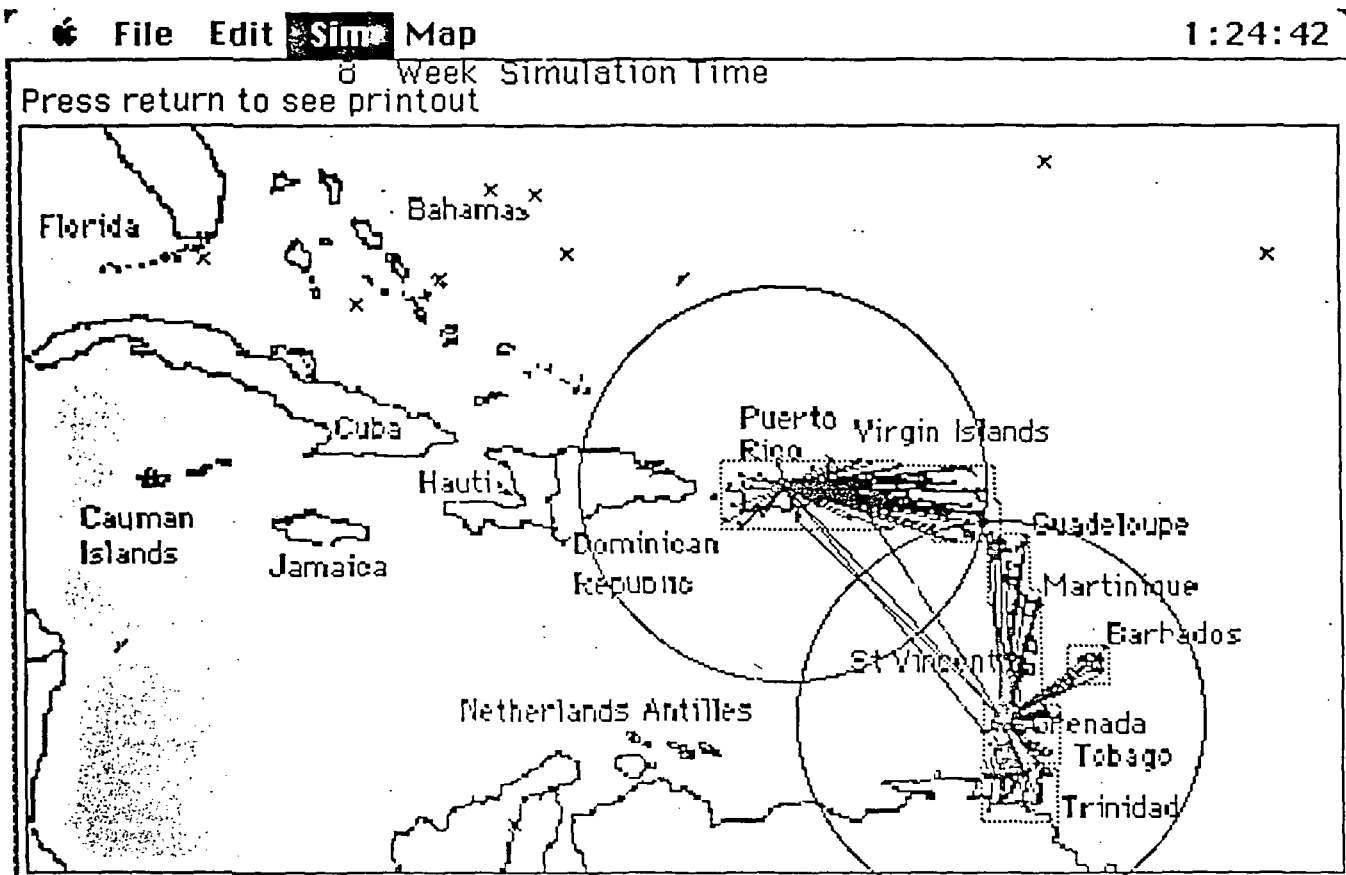 File Edit Sim Map 1:24:42
8 Week Simulation Time
Press return to see printout
Florida
Bahamas
Puerto
Rico
Virgin Islands
Cuba
Hauti
Cauman
Islands
Jamaica
Dominican
Republic
Guadeloupe
Martinique
Barbados
St Vincent
Netherlands Antilles
Grenada
Tobago
Trinidad